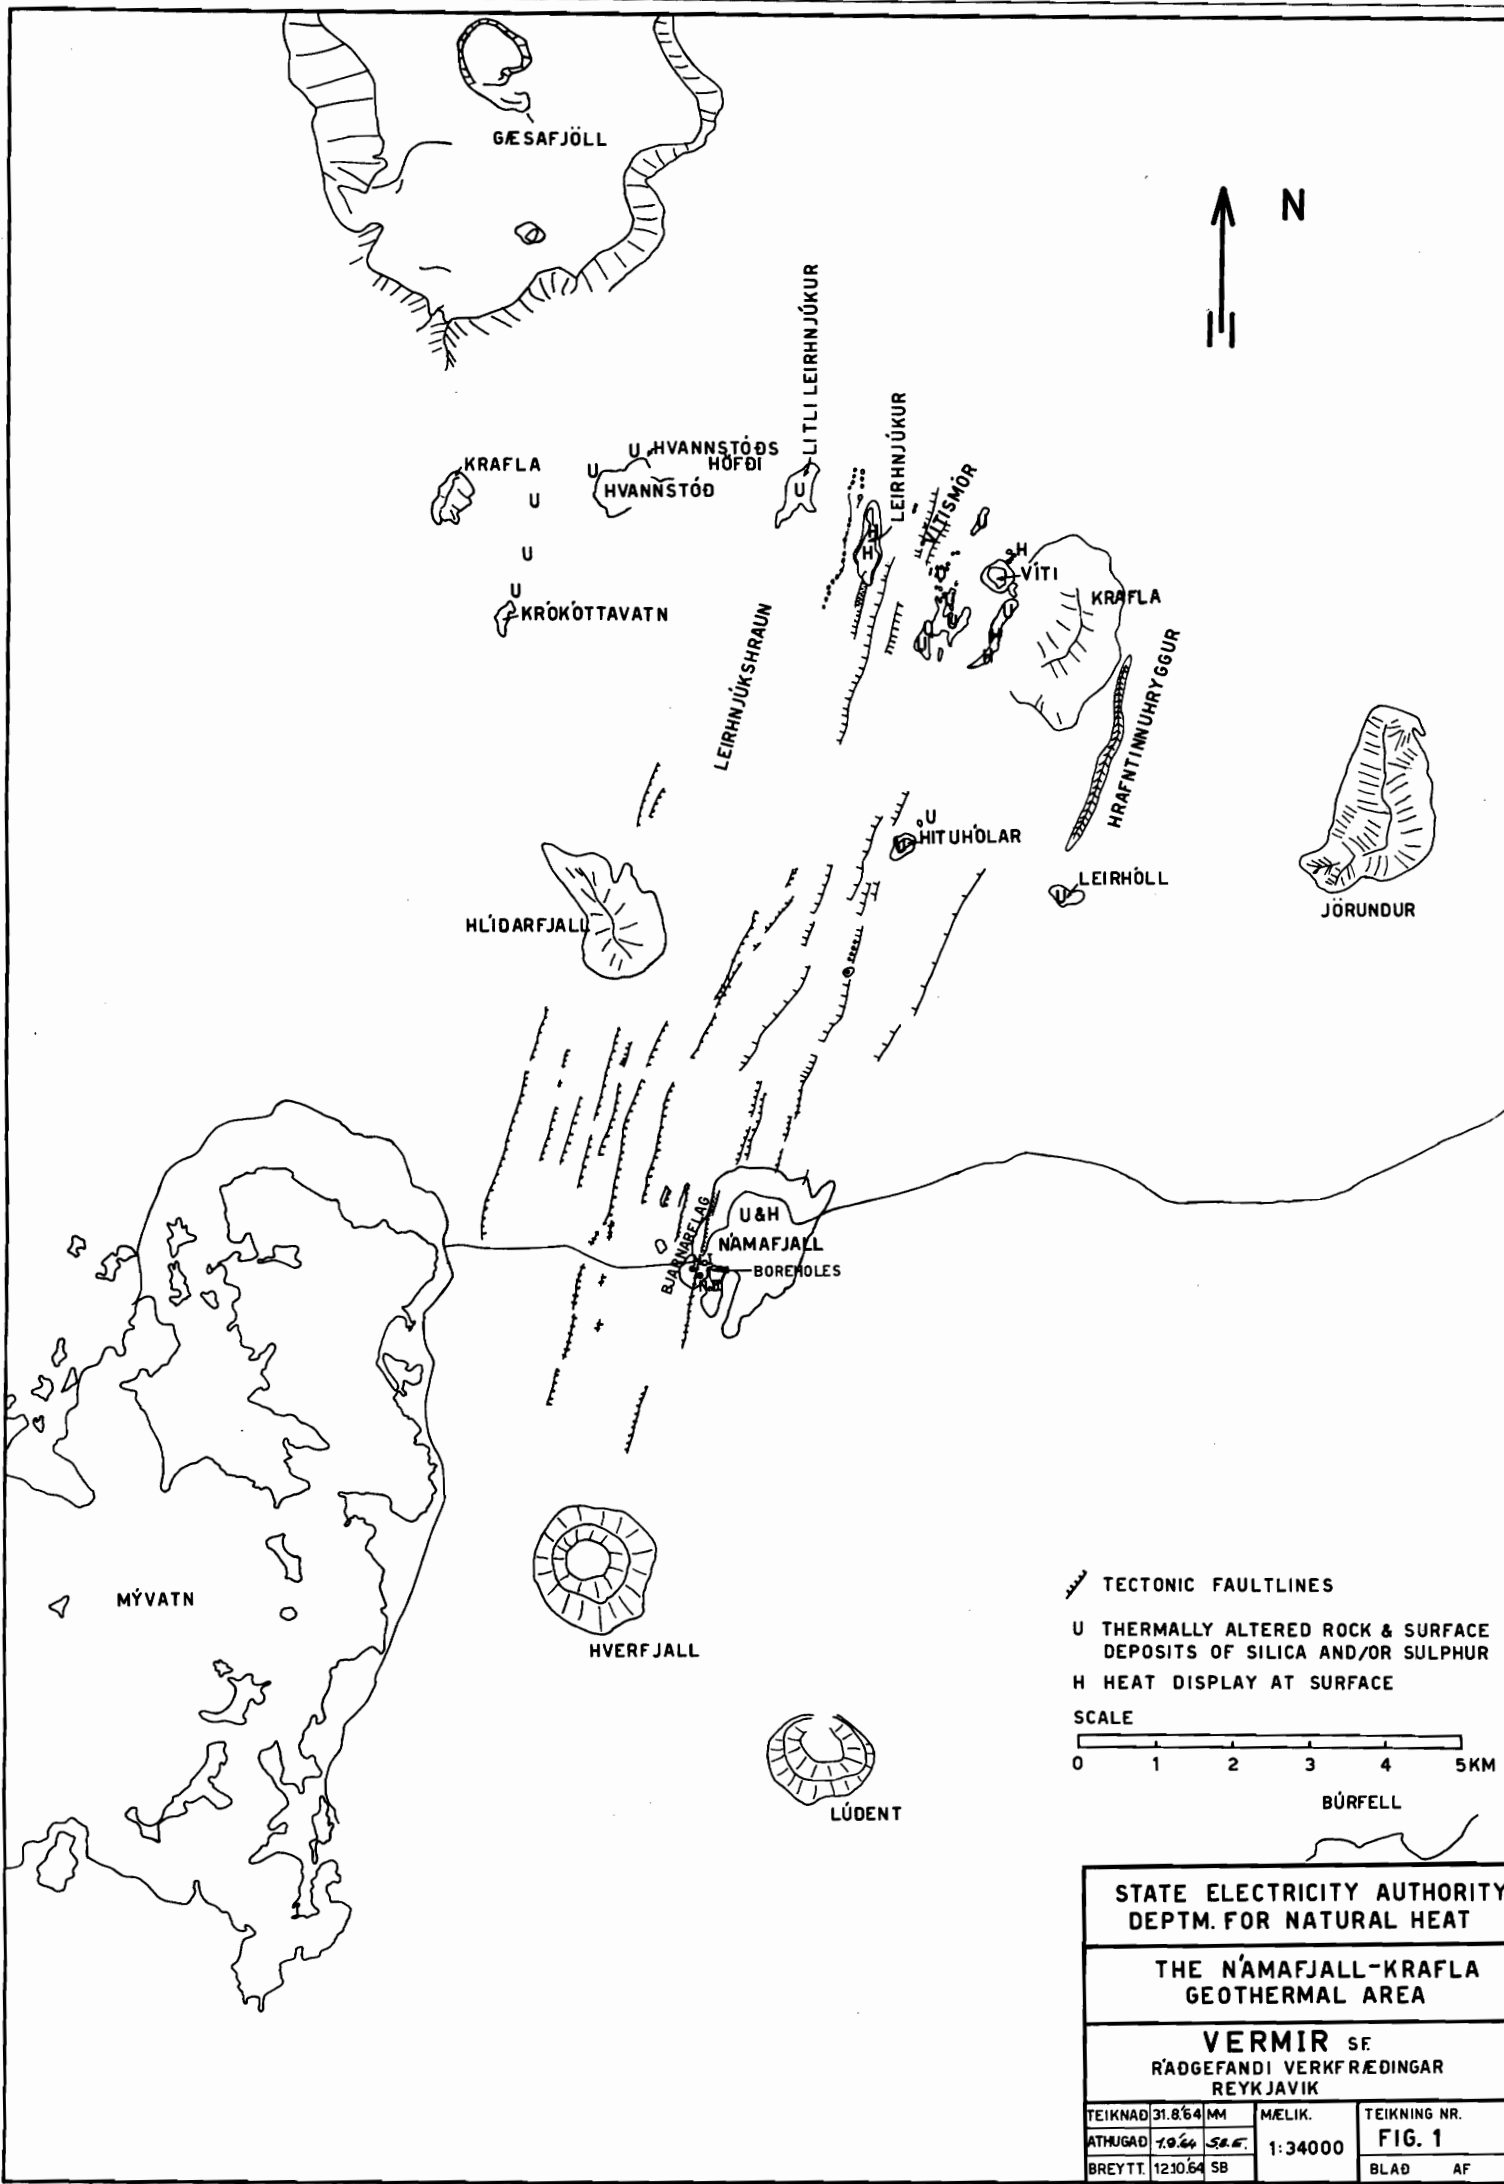 GÆSAFJÖLL
N
LITLI LEIRHNJÚKUR
LEIRHNJÚKUR
VÍTISMÓR
KRAFLA
U
U
U
U
HVANNSTÓÐS
HÖFÐI
U
HVANNSTÓÐ
U
U
H
H
U
H
VÍTI
KRAFLA
U
U
U
U
H
H
KRÓKÓTTAVATN
LEIRHNJÚKSHRAUN
HRAFNTINNUHRYGGUR
U
U
HITUHÓLAR
U
LEIRHÓLL
JÖRUNDUR
HLÍDARFJALL
BJARNARFLAG
U & H
NÁMAFJALL
BOREHOLES
MÝVATN
HVERFJALL
LÚDENT
TECTONIC FAULTLINES
U THERMALLY ALTERED ROCK & SURFACE
DEPOSITS OF SILICA AND/OR SULPHUR
H HEAT DISPLAY AT SURFACE
SCALE
0 1 2 3 4 5KM
BÚRFELL
STATE ELECTRICITY AUTHORITY
DEPTM. FOR NATURAL HEAT
THE NÁMAFJALL-KRAFLA
GEOTHERMAL AREA
VERMIR SF.
RÁÐGEFANDI VERKFRÆÐINGAR
REYKJAVIK
TEIKNAÐ 31.8.'64 MM
MÆLIK.
TEIKNING NR.
ATHUGAÐ 1.9.'64 S.B.E.
1:34000
FIG. 1
BREYTT. 12.10.'64 SB
BLAÐ AF